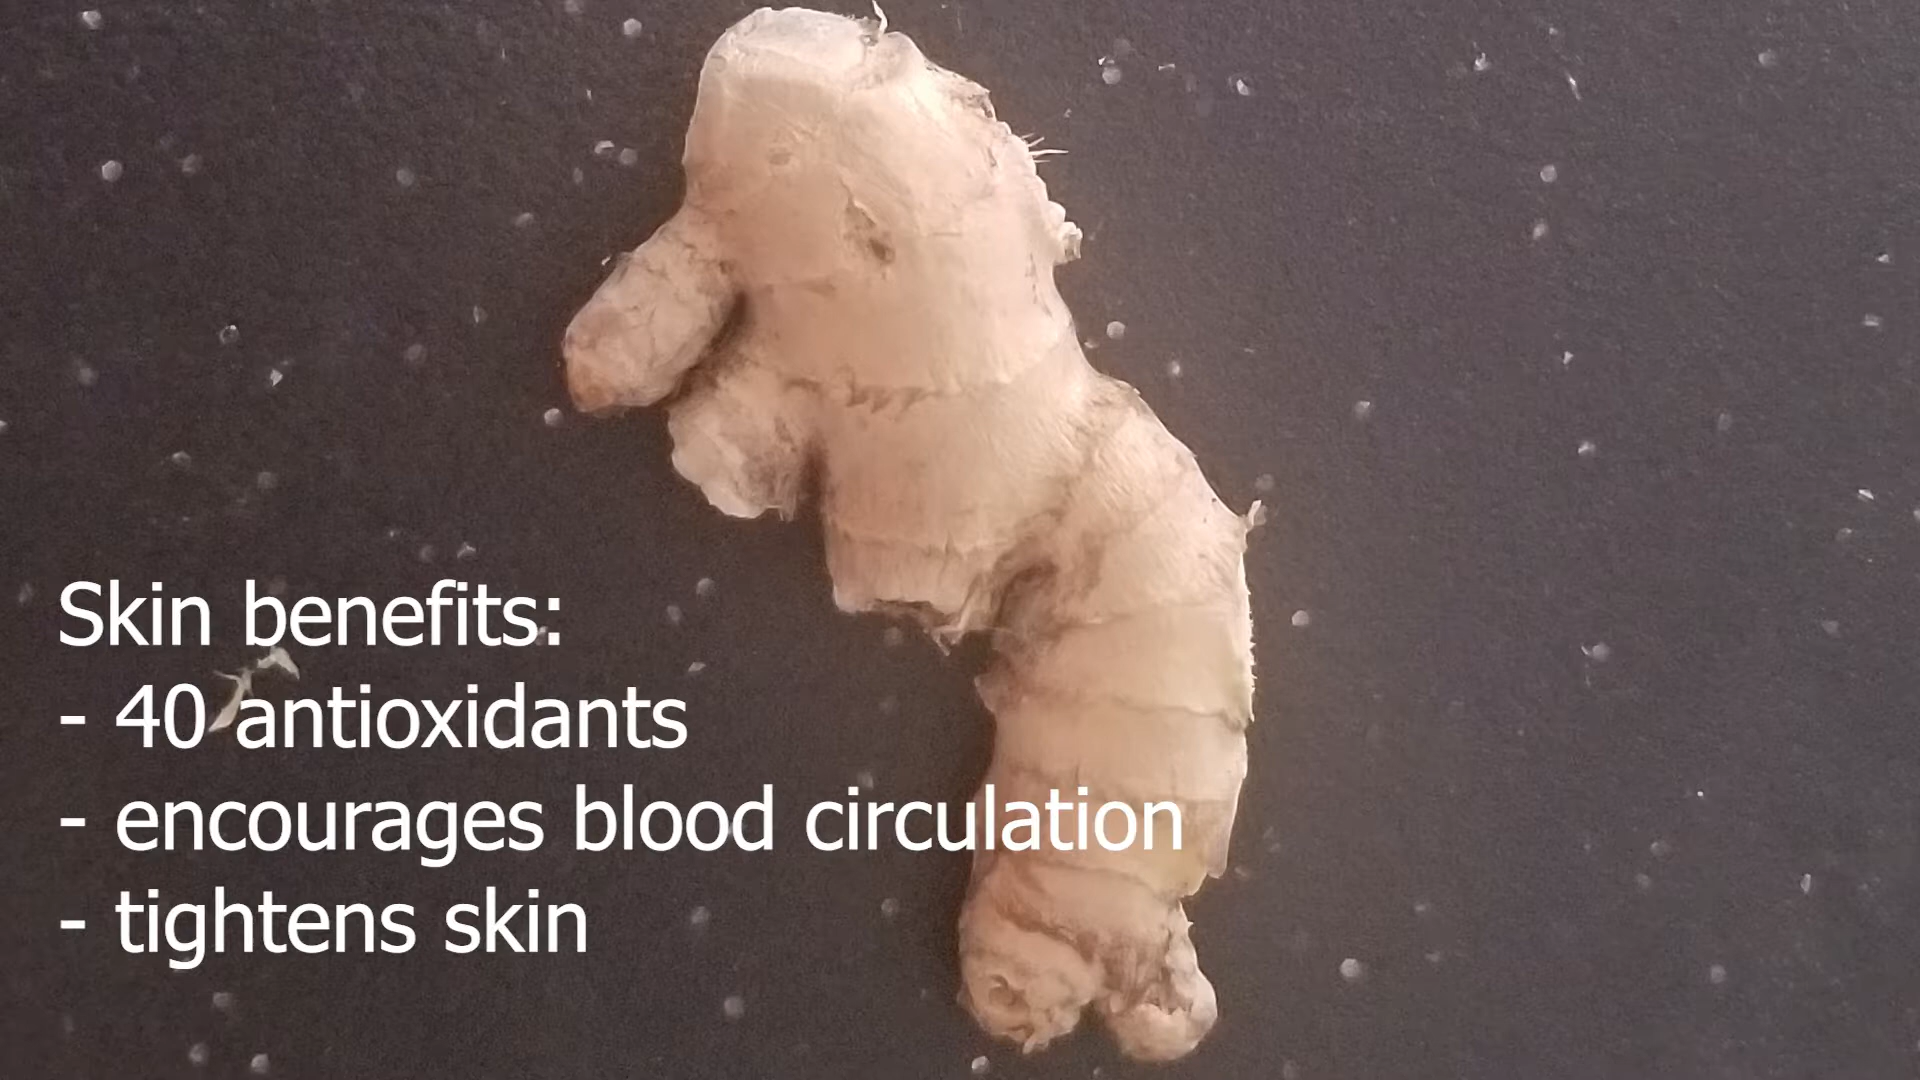 Skin benefits:
- 40 antioxidants
- encourages blood circulation
- tightens skin